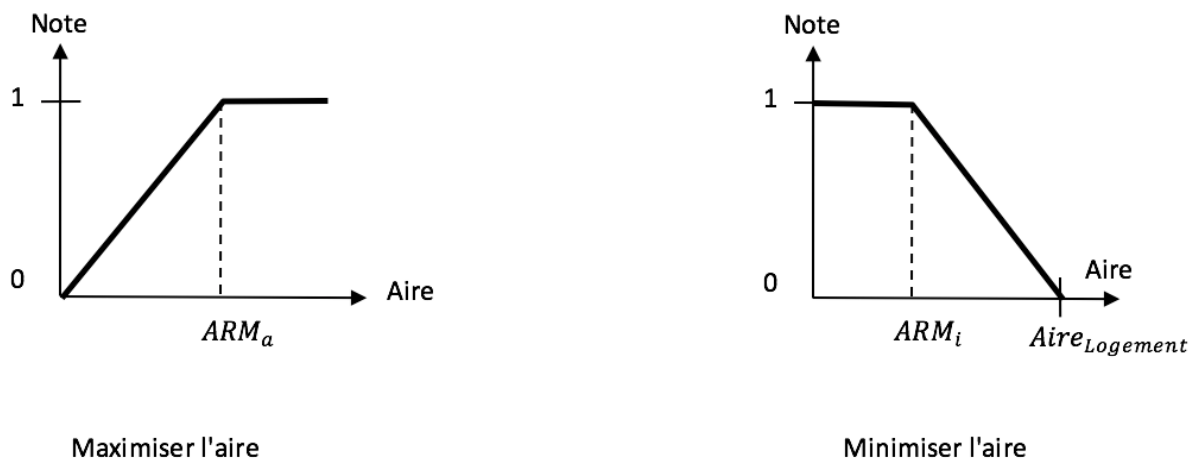 Note
1
0
Aire
ARM_a
Maximiser l'aire
Note
1
0
Aire
ARM_i
Aire_Logement
Minimiser l'aire